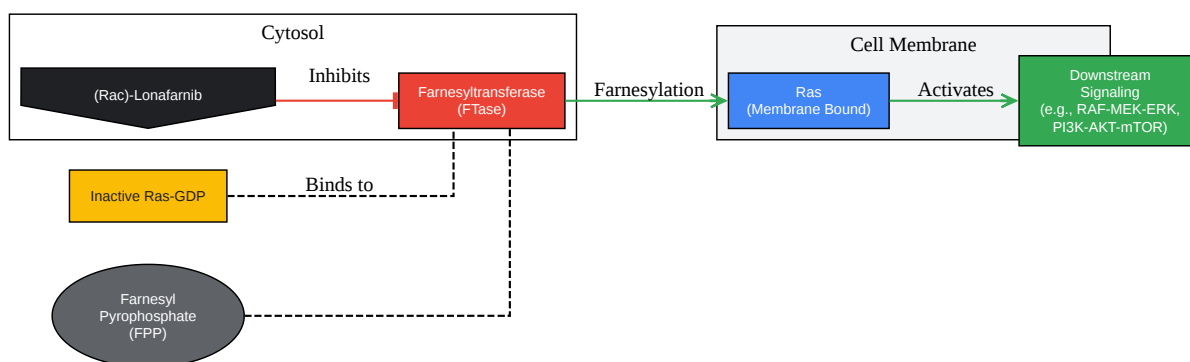 Cytosol
Cell Membrane
(Rac)-Lonafarnib
Inhibits
Farnesyltransferase
(FTase)
Farnesylation
Ras
(Membrane Bound)
Activates
Downstream
Signaling
(e.g., RAF-MEK-ERK,
PI3K-AKT-mTOR)
Inactive Ras-GDP
Binds to
Farnesyl
Pyrophosphate
(FPP)